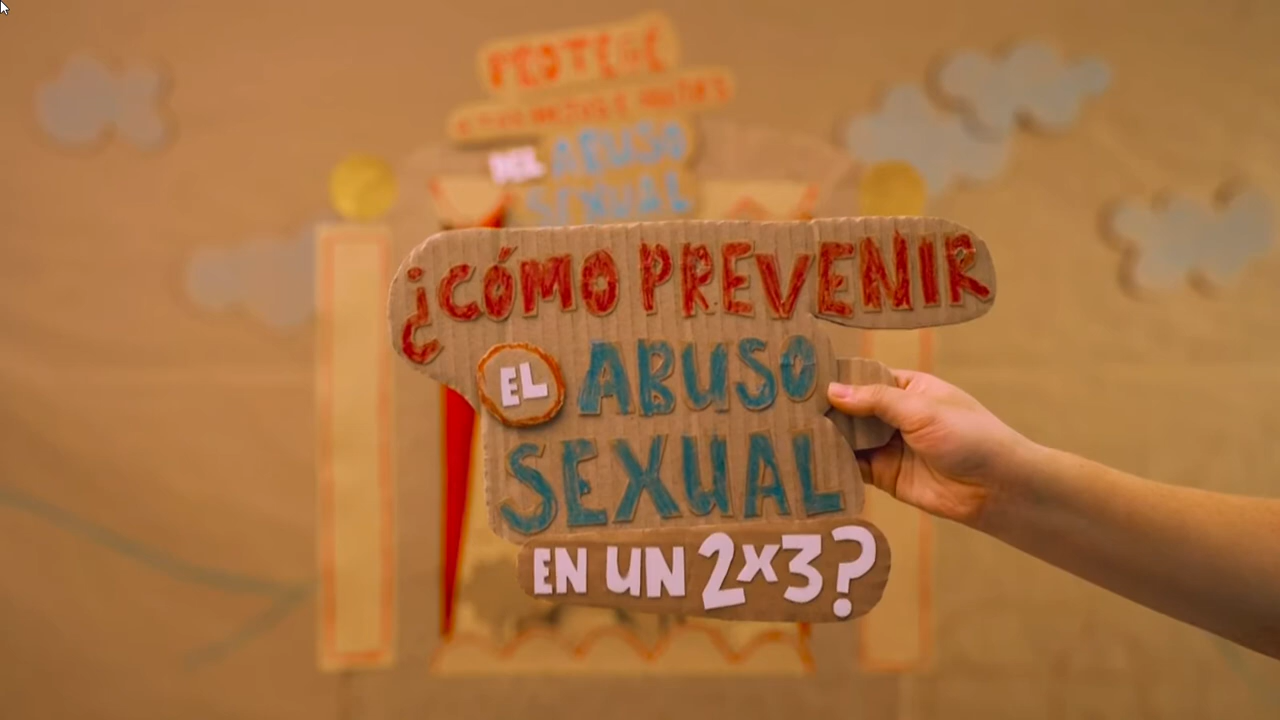 PROTEGE
DEL ABUSO
SEXUAL
¿CÓMO PREVENIR
EL ABUSO
SEXUAL
EN UN 2x3?